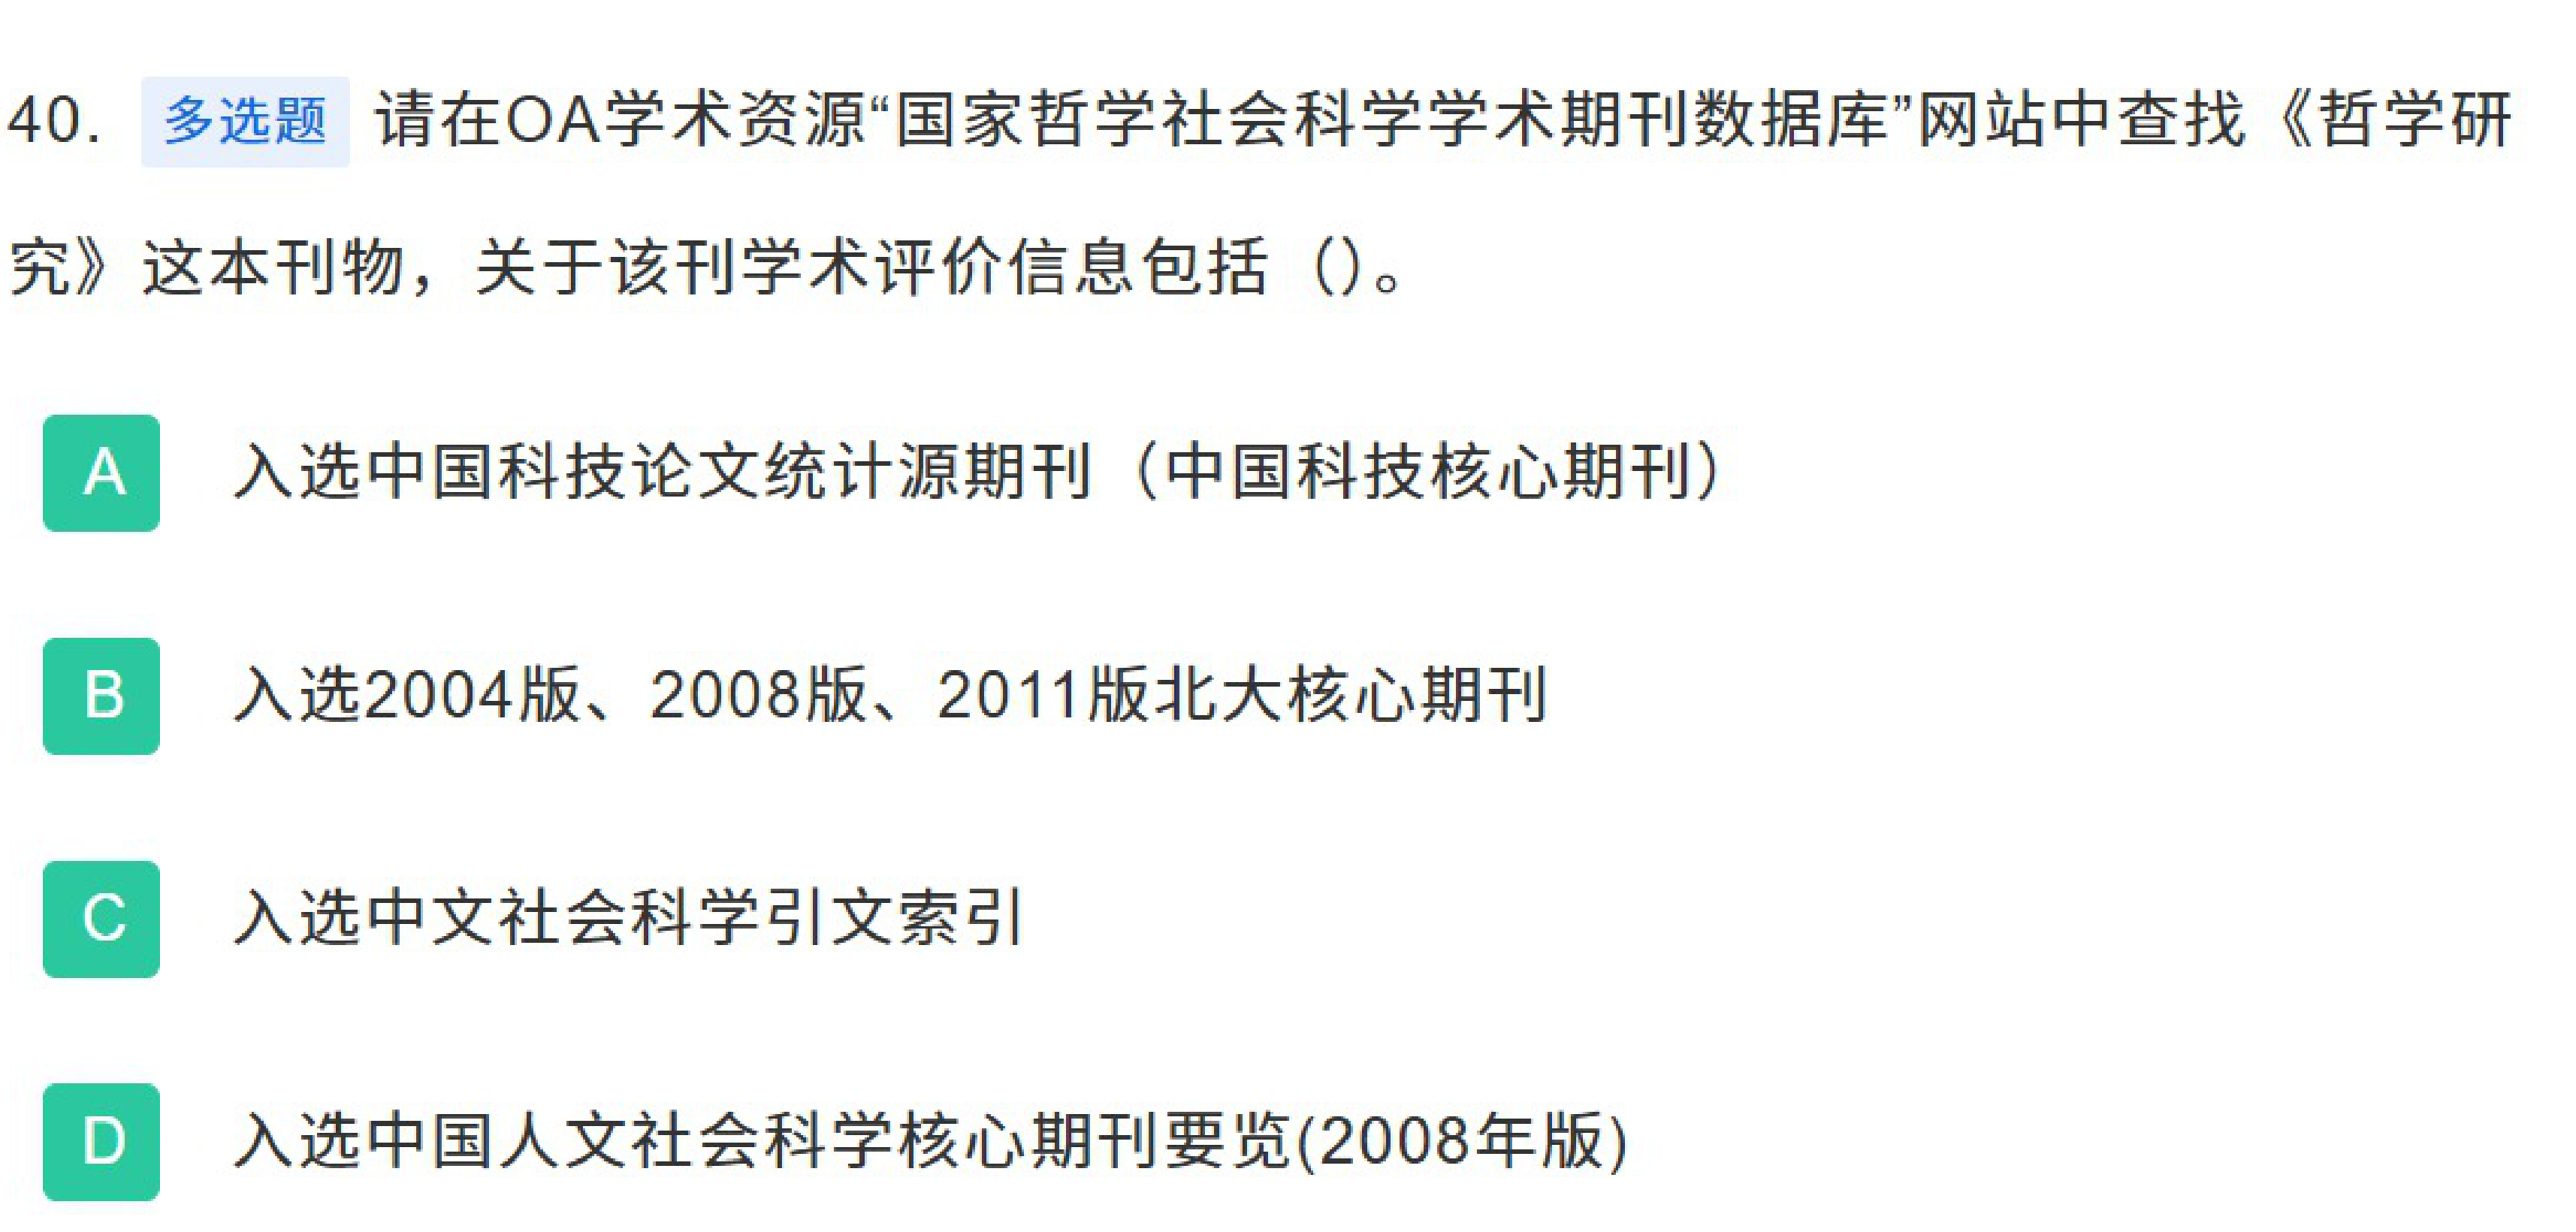 40. 多选题 请在OA学术资源“国家哲学社会科学学术期刊数据库”网站中查找《哲学研
究》这本刊物，关于该刊学术评价信息包括（）。
A 入选中国科技论文统计源期刊（中国科技核心期刊）
B 入选2004版、2008版、2011版北大核心期刊
C 入选中文社会科学引文索引
D 入选中国人文社会科学核心期刊要览(2008年版)